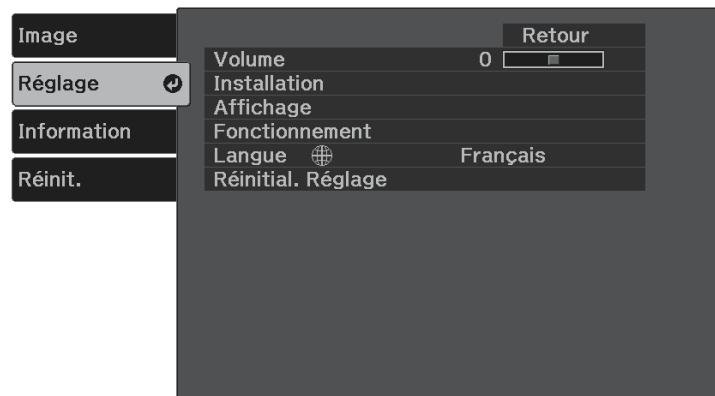 Image
Réglage
Information
Réinit.
Retour
Volume 0
Installation
Affichage
Fonctionnement
Langue Français
Réinitial. Réglage